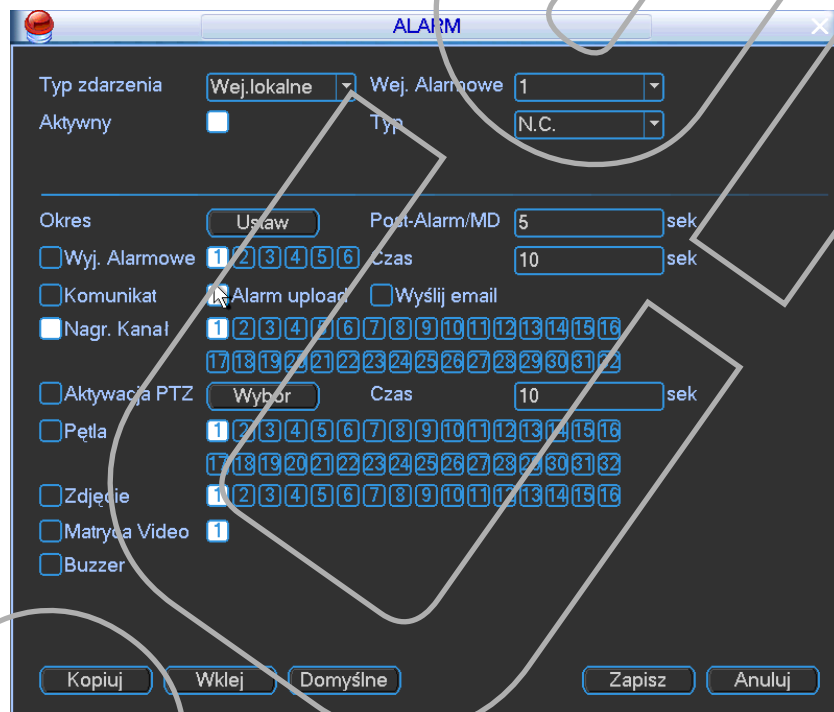 ALARM
Typ zdarzenia Wej.lokalne Wej. Alarmowe 1
Aktywny Typ N.C.
Okres Ustaw Post-Alarm/MD 5 sek
Wyj. Alarmowe 1 2 3 4 5 6 Czas 10 sek
Komunikat Alarm upload Wyślij email
Nagr. Kanał 1 2 3 4 5 6 7 8 9 10 11 12 13 14 15 16
17 18 19 20 21 22 23 24 25 26 27 28 29 30 31 32
Aktywacja PTZ Wybór Czas 10 sek
Pętla 1 2 3 4 5 6 7 8 9 10 11 12 13 14 15 16
17 18 19 20 21 22 23 24 25 26 27 28 29 30 31 32
Zdjęcie 1 2 3 4 5 6 7 8 9 10 11 12 13 14 15 16
Matryca Video 1
Buzzer
Kopiuj Wklej Domyślne Zapisz Anuluj